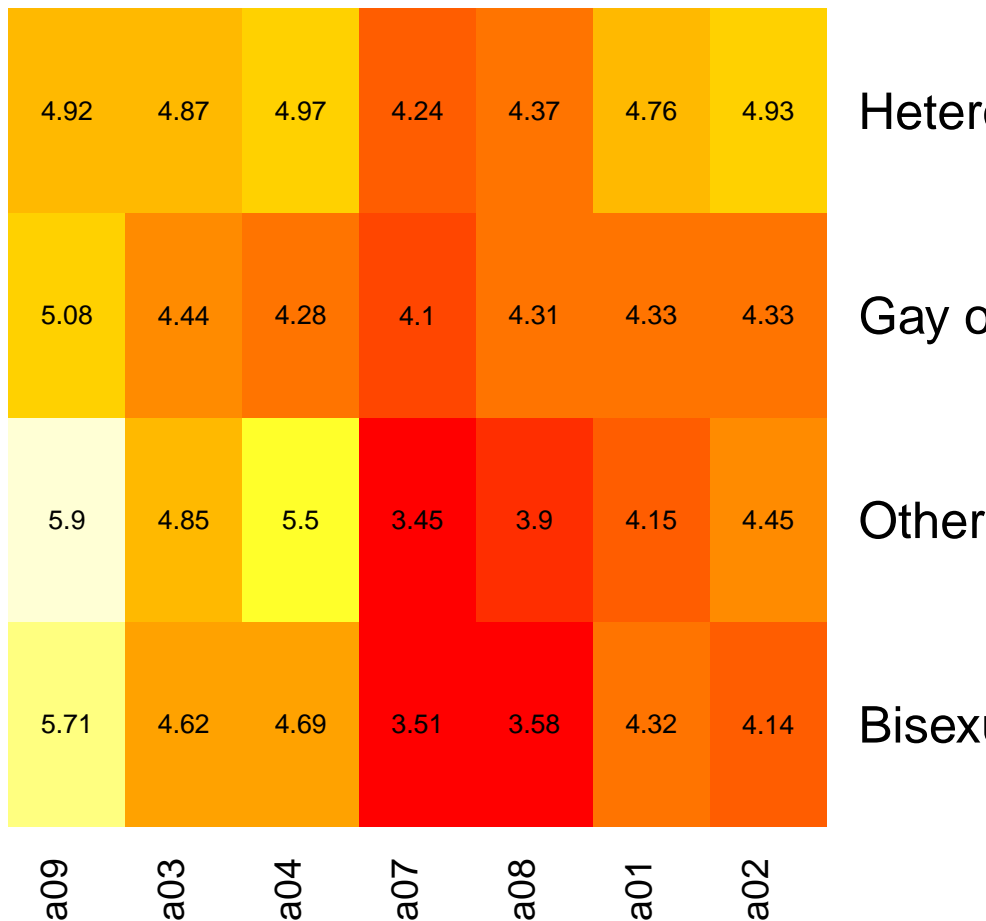 4.92 4.87 4.97 4.24 4.37 4.76 4.93 Heter
5.08 4.44 4.28 4.1 4.31 4.33 4.33 Gay o
5.9 4.85 5.5 3.45 3.9 4.15 4.45 Other
5.71 4.62 4.69 3.51 3.58 4.32 4.14 Bisex
a09 a03 a04 a07 a08 a01 a02